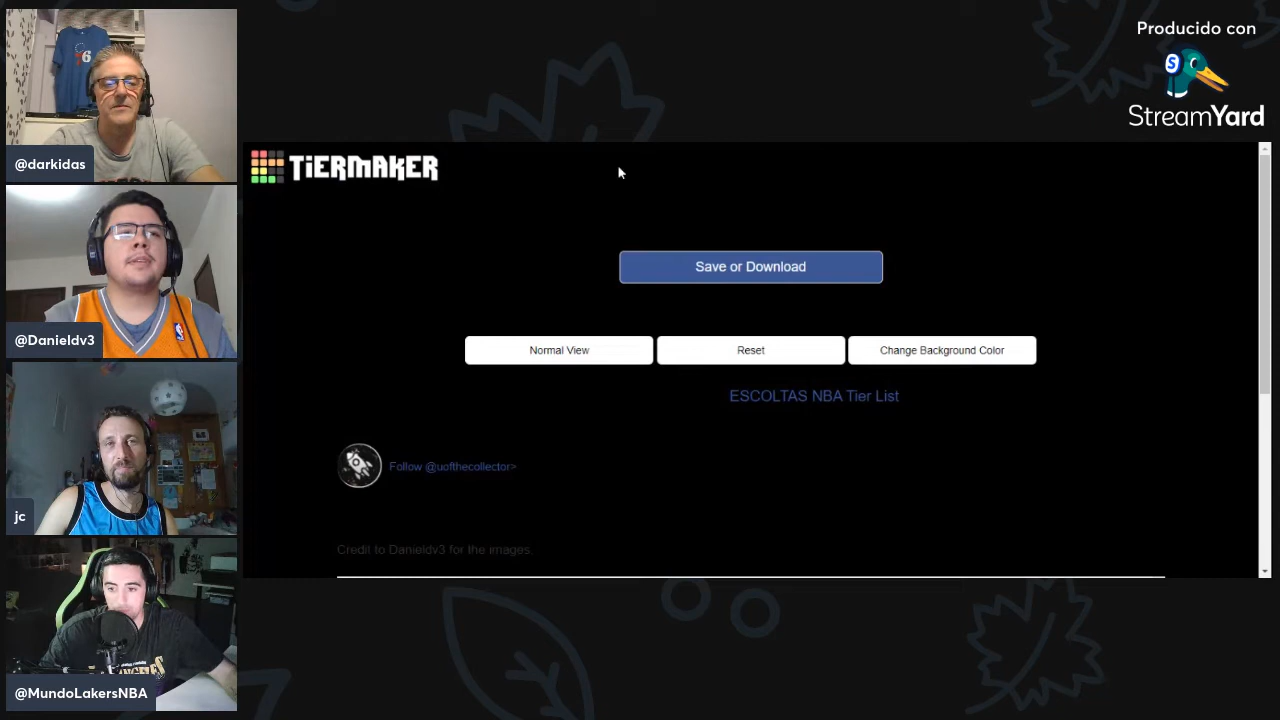 Producido con
StreamYard
@darkidas
@Danieldv3
jc
@MundoLakersNBA
TiERMAKER
Save or Download
Normal View
Reset
Change Background Color
ESCOLTAS NBA Tier List
Follow @uofthecollector>
Credit to Danieldv3 for the images